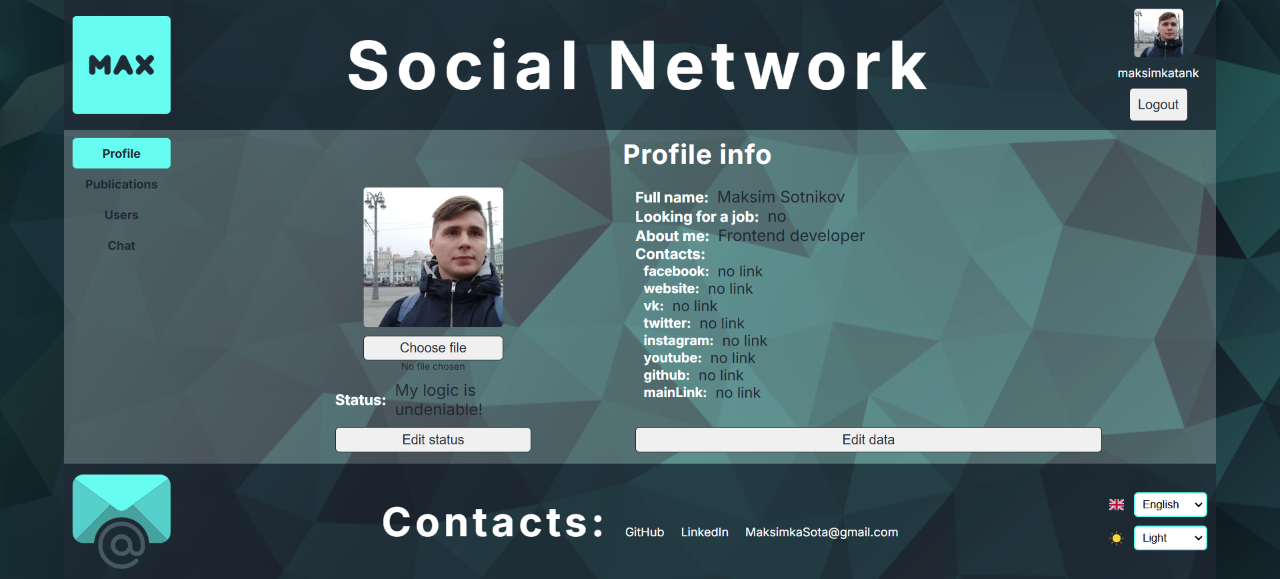 MAX
Social Network
maksimkatank
Logout
Profile
Publications
Users
Chat
Choose file
No file chosen
Status: My logic is
undeniable!
Edit status
Profile info
Full name: Maksim Sotnikov
Looking for a job: no
About me: Frontend developer
Contacts:
facebook: no link
website: no link
vk: no link
twitter: no link
instagram: no link
youtube: no link
github: no link
mainLink: no link
Edit data
@
Contacts: GitHub LinkedIn MaksimkaSota@gmail.com
English
Light